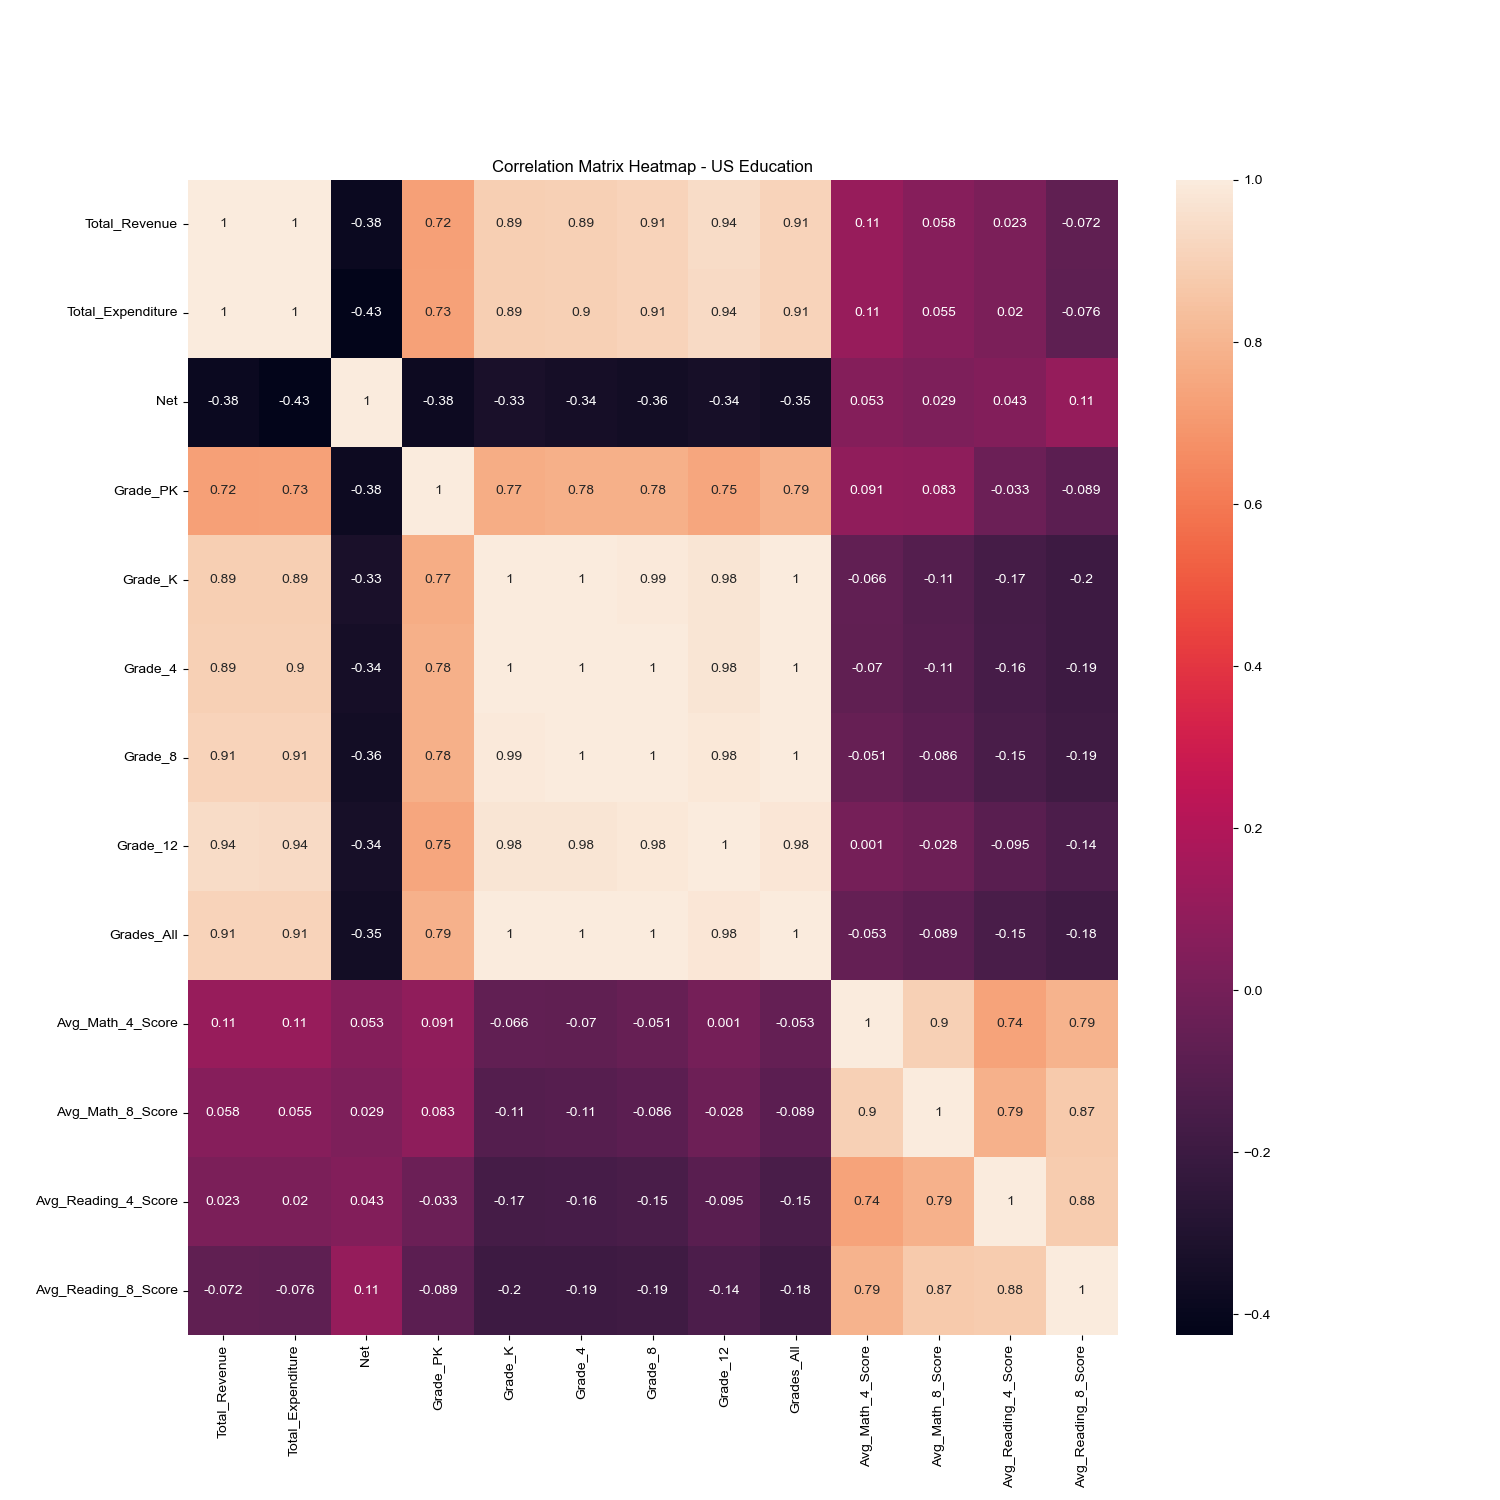 Correlation Matrix Heatmap - US Education
Total_Revenue 1 1 -0.38 0.72 0.89 0.89 0.91 0.94 0.91 0.11 0.058 0.023 -0.072
Total_Expenditure 1 1 -0.43 0.73 0.89 0.9 0.91 0.94 0.91 0.11 0.055 0.02 -0.076
Net -0.38 -0.43 1 -0.38 -0.33 -0.34 -0.36 -0.34 -0.35 0.053 0.029 0.043 0.11
Grade_PK 0.72 0.73 -0.38 1 0.77 0.78 0.78 0.75 0.79 0.091 0.083 -0.033 -0.089
Grade_K 0.89 0.89 -0.33 0.77 1 1 0.99 0.98 1 -0.066 -0.11 -0.17 -0.2
Grade_4 0.89 0.9 -0.34 0.78 1 1 1 0.98 1 -0.07 -0.11 -0.16 -0.19
Grade_8 0.91 0.91 -0.36 0.78 0.99 1 1 0.98 1 -0.051 -0.086 -0.15 -0.19
Grade_12 0.94 0.94 -0.34 0.75 0.98 0.98 0.98 1 0.98 0.001 -0.028 -0.095 -0.14
Grades_All 0.91 0.91 -0.35 0.79 1 1 1 0.98 1 -0.053 -0.089 -0.15 -0.18
Avg_Math_4_Score 0.11 0.11 0.053 0.091 -0.066 -0.07 -0.051 0.001 -0.053 1 0.9 0.74 0.79
Avg_Math_8_Score 0.058 0.055 0.029 0.083 -0.11 -0.11 -0.086 -0.028 -0.089 0.9 1 0.79 0.87
Avg_Reading_4_Score 0.023 0.02 0.043 -0.033 -0.17 -0.16 -0.15 -0.095 -0.15 0.74 0.79 1 0.88
Avg_Reading_8_Score -0.072 -0.076 0.11 -0.089 -0.2 -0.19 -0.19 -0.14 -0.18 0.79 0.87 0.88 1
Total_Revenue
Total_Expenditure
Net
Grade_PK
Grade_K
Grade_4
Grade_8
Grade_12
Grades_All
Avg_Math_4_Score
Avg_Math_8_Score
Avg_Reading_4_Score
Avg_Reading_8_Score
1.0
0.8
0.6
0.4
0.2
0.0
−0.2
−0.4